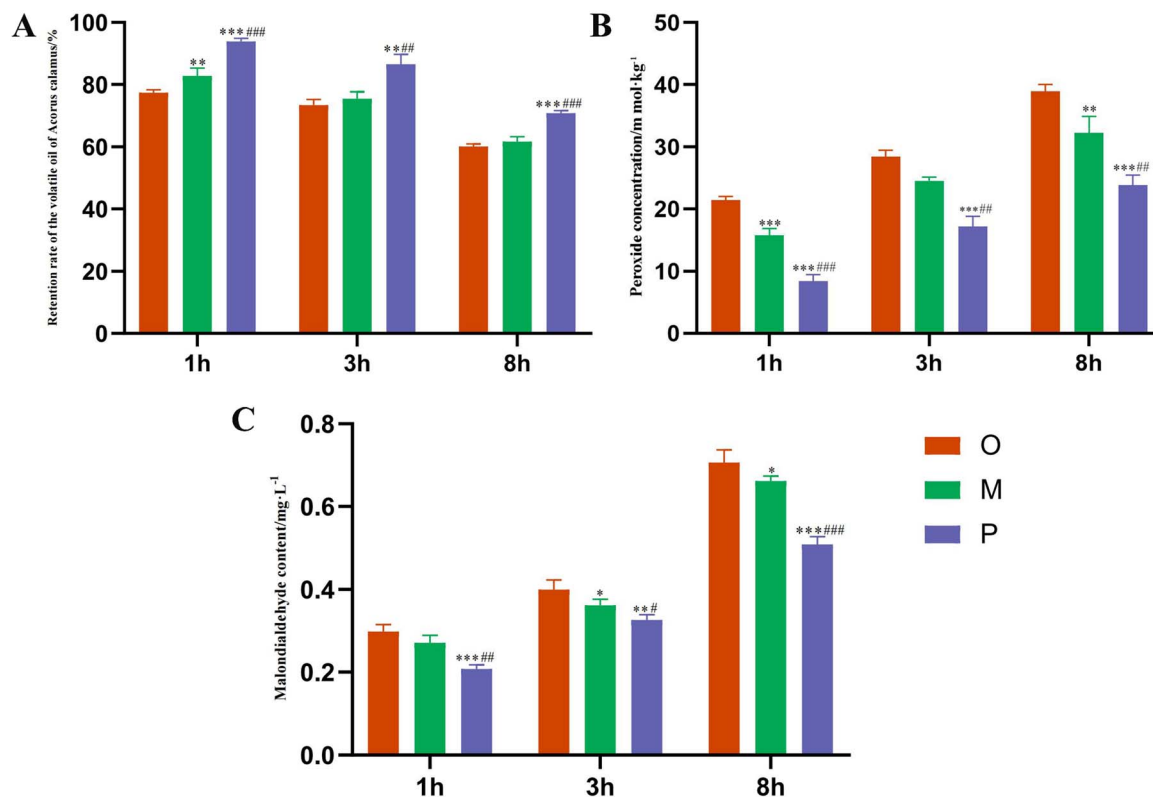 A
Retention rate of the volatile oil of Acorus calamus/%
100
80
60
40
20
0
**
***###
**##
***###
1h
3h
8h
B
Peroxide concentration/m mol·kg⁻¹
50
40
30
20
10
0
***
***###
***##
**
***##
1h
3h
8h
C
Malondialdehyde content/mg·L⁻¹
0.8
0.6
0.4
0.2
0.0
***##
*
**#
*
***###
1h
3h
8h
O
M
P